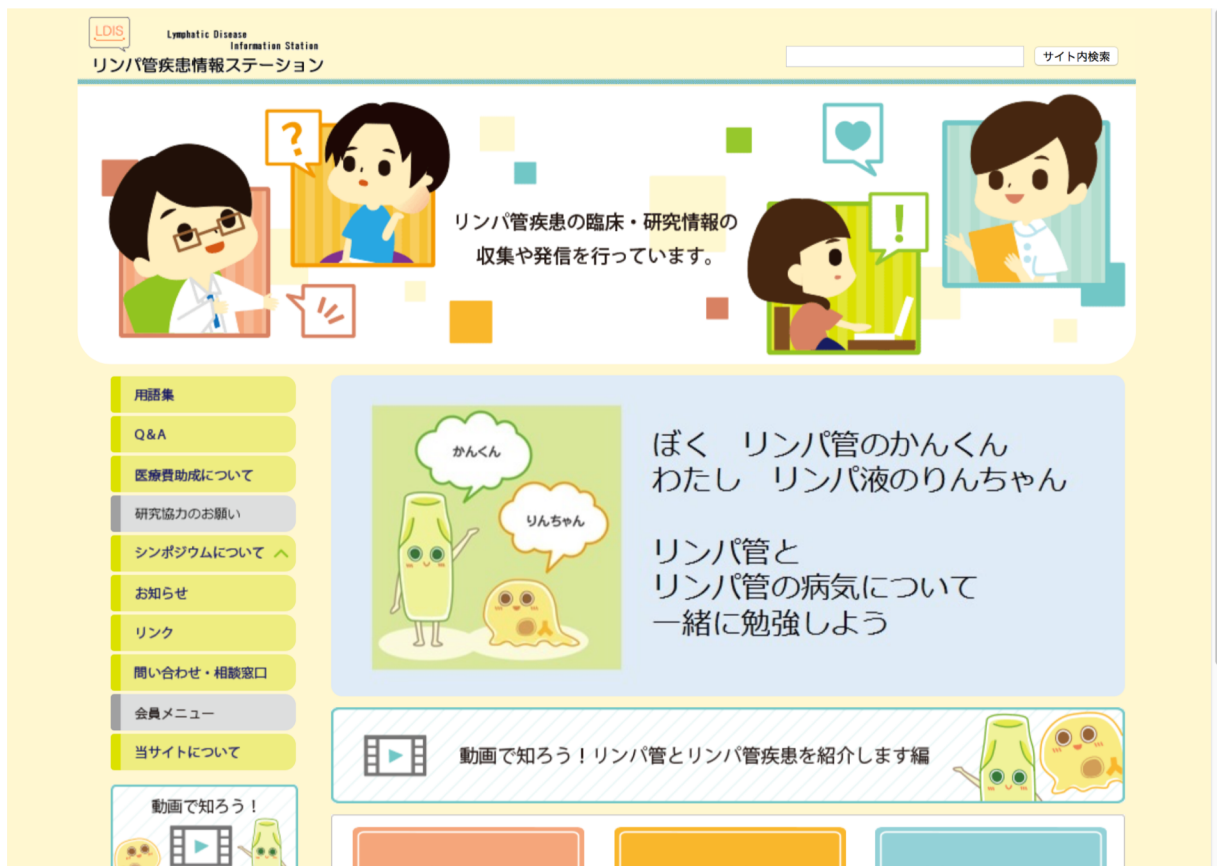 LDIS
Lymphatic Disease
Information Station
リンパ管疾患情報ステーション
サイト内検索
?
リンパ管疾患の臨床・研究情報の
収集や発信を行っています。
!
用語集
Q&A
医療費助成について
研究協力のお願い
シンポジウムについて
お知らせ
リンク
問い合わせ・相談窓口
会員メニュー
当サイトについて
動画で知ろう！
かんくん
りんちゃん
ぼく　リンパ管のかんくん
わたし　リンパ液のりんちゃん
リンパ管と
リンパ管の病気について
一緒に勉強しよう
動画で知ろう！リンパ管とリンパ管疾患を紹介します編